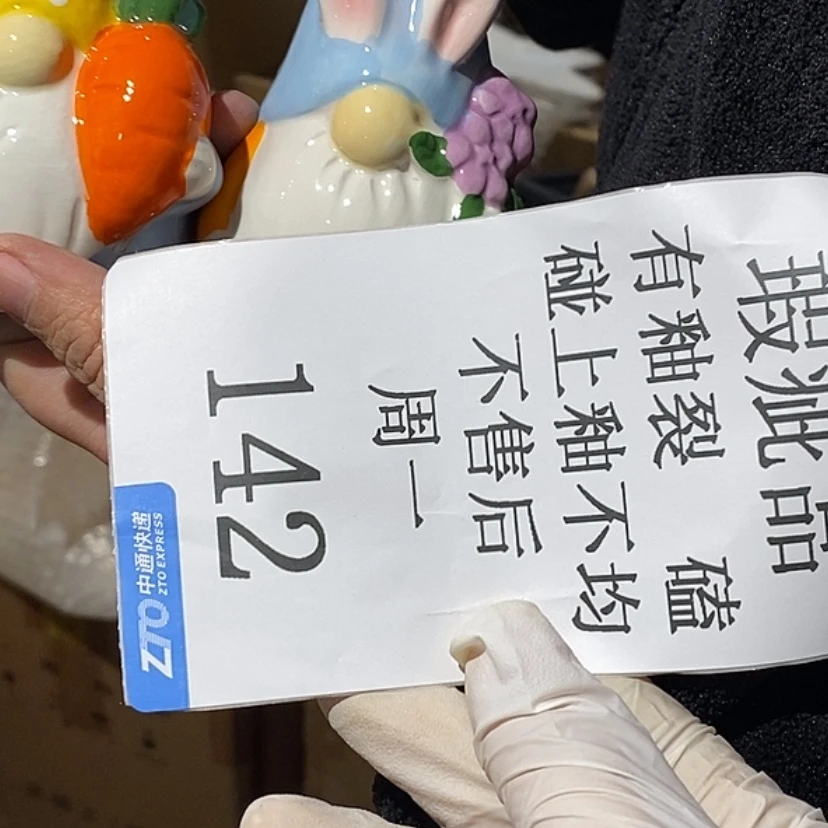 瑕疵品
有釉裂 磕
碰上釉不均
不售后
周一
142
ZTO 中通快递
ZTO EXPRESS